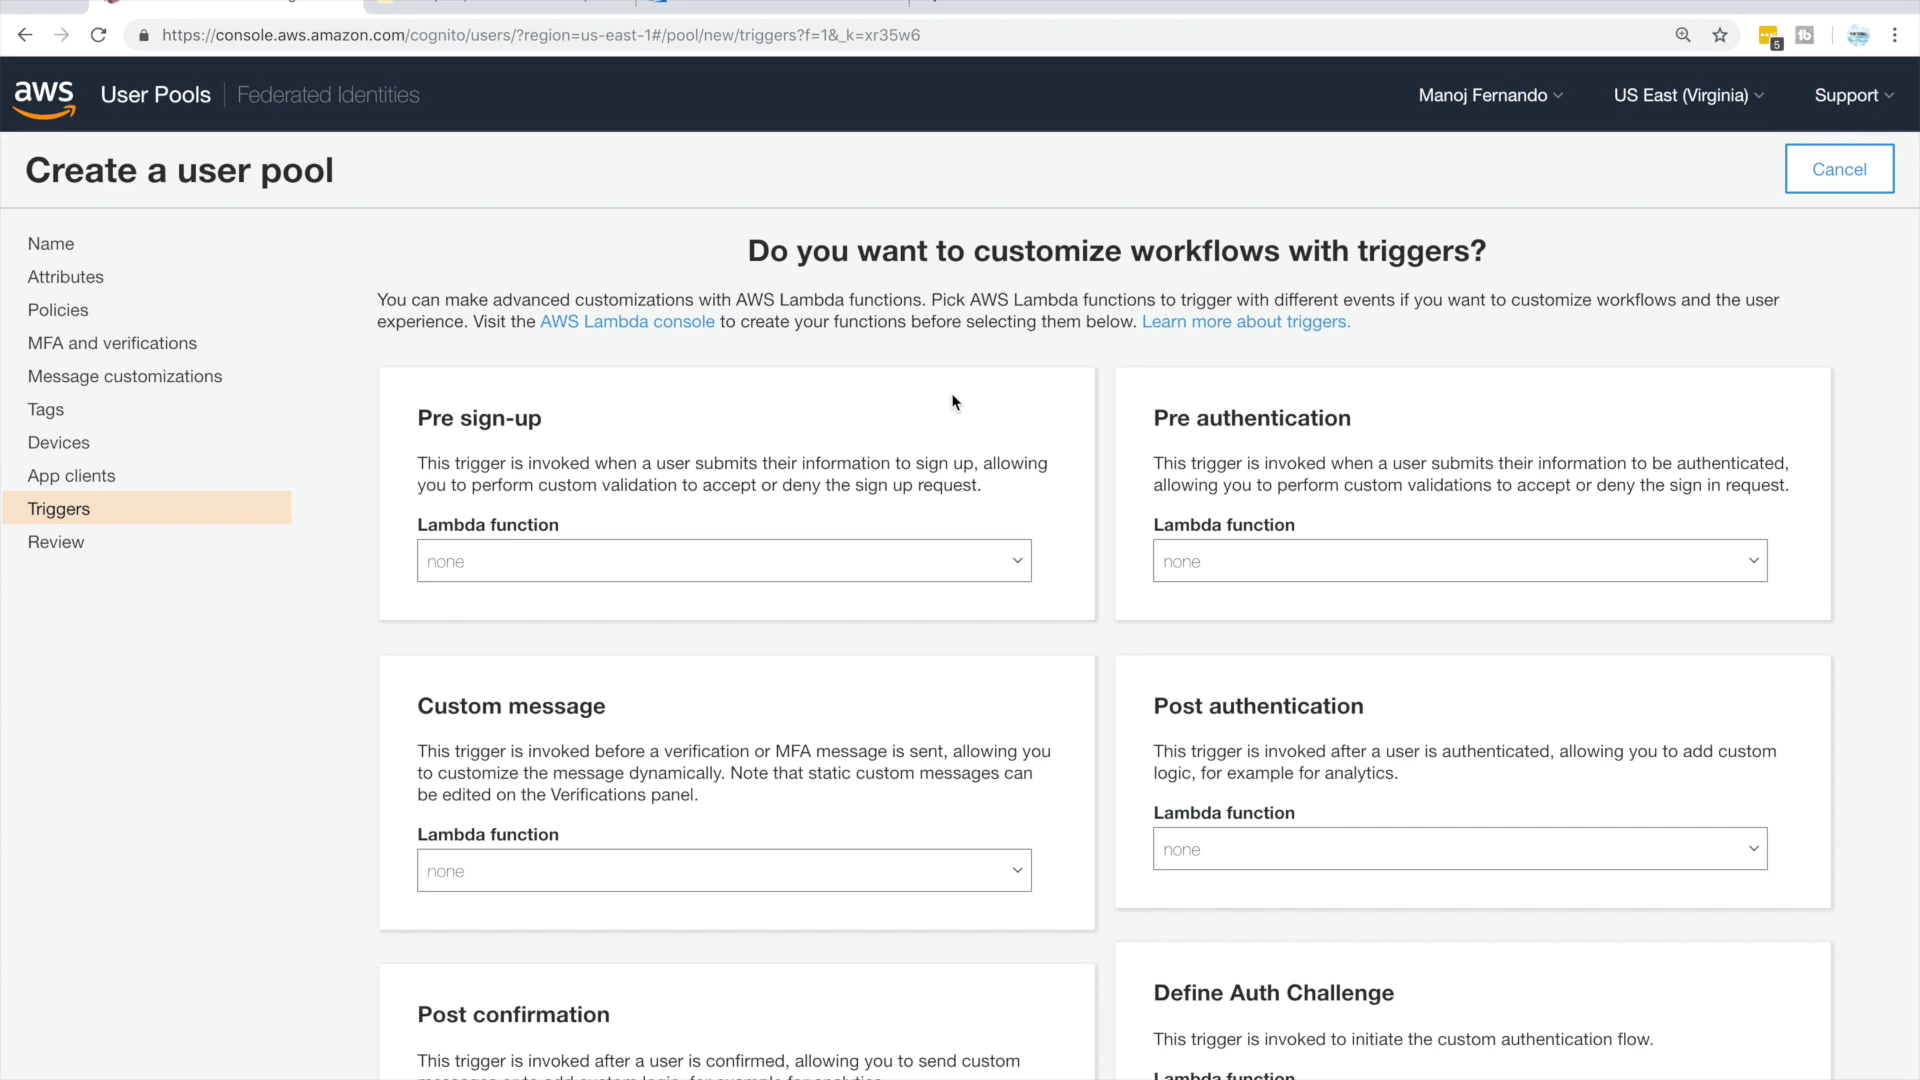 https://console.aws.amazon.com/cognito/users/?region=us-east-1#/pool/new/triggers?f=1&_k=xr35w6
5
tb
aws
User Pools
Federated Identities
Manoj Fernando
US East (Virginia)
Support
Create a user pool
Cancel
Name
Attributes
Policies
MFA and verifications
Message customizations
Tags
Devices
App clients
Triggers
Review
Do you want to customize workflows with triggers?
You can make advanced customizations with AWS Lambda functions. Pick AWS Lambda functions to trigger with different events if you want to customize workflows and the user
experience. Visit the AWS Lambda console to create your functions before selecting them below. Learn more about triggers.
Pre sign-up
This trigger is invoked when a user submits their information to sign up, allowing
you to perform custom validation to accept or deny the sign up request.
Lambda function
none
Pre authentication
This trigger is invoked when a user submits their information to be authenticated,
allowing you to perform custom validations to accept or deny the sign in request.
Lambda function
none
Custom message
This trigger is invoked before a verification or MFA message is sent, allowing you
to customize the message dynamically. Note that static custom messages can
be edited on the Verifications panel.
Lambda function
none
Post authentication
This trigger is invoked after a user is authenticated, allowing you to add custom
logic, for example for analytics.
Lambda function
none
Post confirmation
This trigger is invoked after a user is confirmed, allowing you to send custom
Define Auth Challenge
This trigger is invoked to initiate the custom authentication flow.
Lambda function